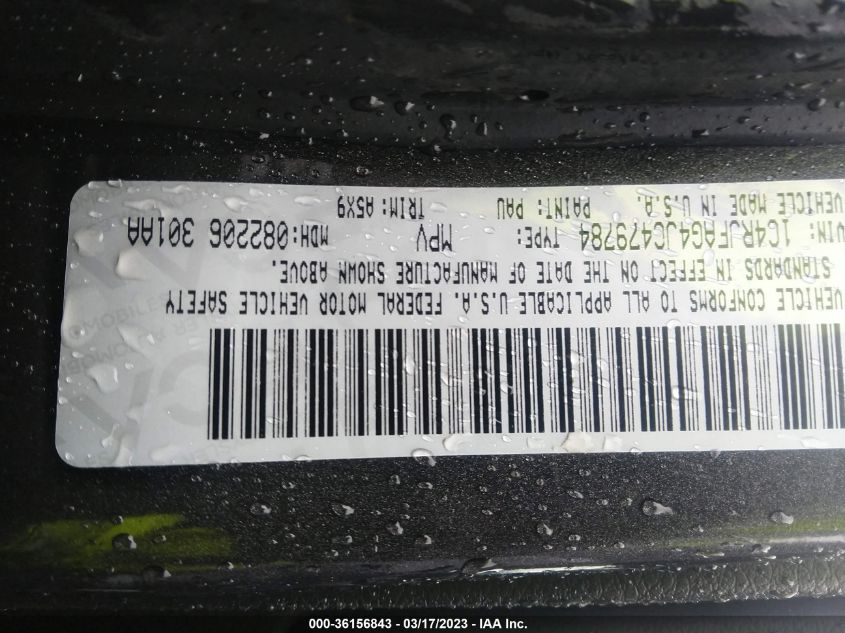 VEHICLE CONFORMS TO ALL APPLICABLE U.S.A. FEDERAL MOTOR VEHICLE SAFETY
STANDARDS IN EFFECT ON THE DATE OF MANUFACTURE SHOWN ABOVE.
VIN: 1C4RJFAG4JC479784 TYPE: MPV MDH:082206 301AA
VEHICLE MADE IN U.S.A. PAINT: PAU TRIM:A5X9
000-36156843 // 03/17/2023 - IAA Inc.